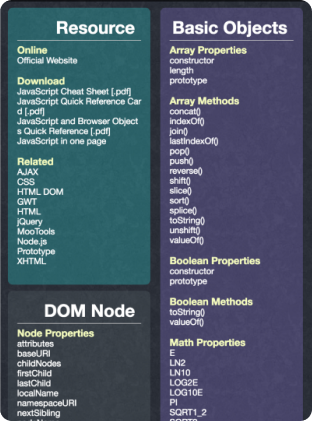 Resource
Online
Official Website
Download
JavaScript Cheat Sheet [.pdf]
JavaScript Quick Reference Car
d [.pdf]
JavaScript and Browser Object
s Quick Reference [.pdf]
JavaScript in one page
Related
AJAX
CSS
HTML DOM
GWT
HTML
jQuery
MooTools
Node.js
Prototype
XHTML
DOM Node
Node Properties
attributes
baseURI
childNodes
firstChild
lastChild
localName
namespaceURI
nextSibling
Basic Objects
Array Properties
constructor
length
prototype
Array Methods
concat()
indexOf()
join()
lastIndexOf()
pop()
push()
reverse()
shift()
slice()
sort()
splice()
toString()
unshift()
valueOf()
Boolean Properties
constructor
prototype
Boolean Methods
toString()
valueOf()
Math Properties
E
LN2
LN10
LOG2E
LOG10E
PI
SQRT1_2